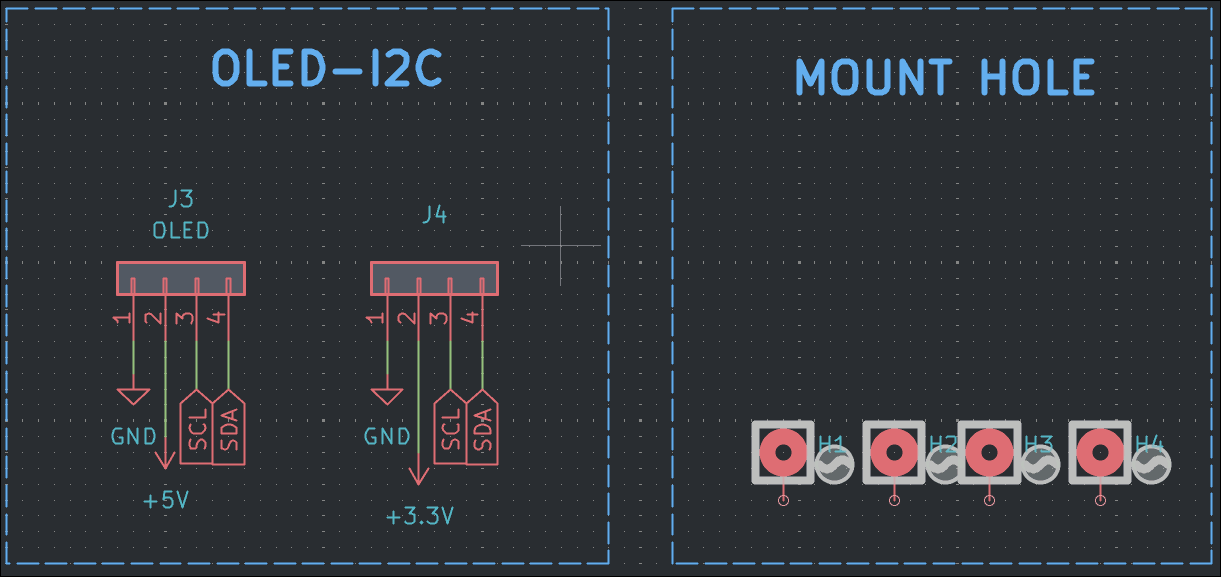 OLED-I2C
J3
OLED
1 2 3 4
SCL SDA
GND
+5V
J4
1 2 3 4
SCL SDA
GND
+3.3V
MOUNT HOLE
H1 H2 H3 H4